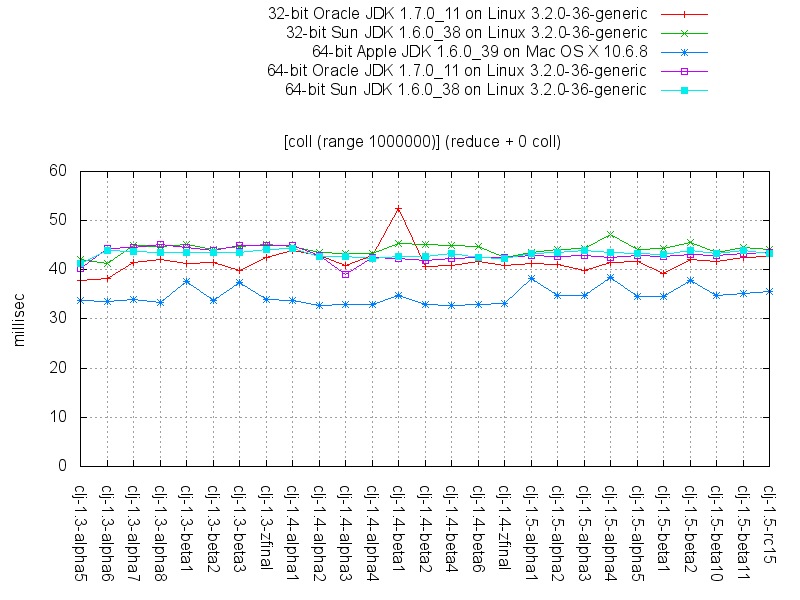 32-bit Oracle JDK 1.7.0_11 on Linux 3.2.0-36-generic
32-bit Sun JDK 1.6.0_38 on Linux 3.2.0-36-generic
64-bit Apple JDK 1.6.0_39 on Mac OS X 10.6.8
64-bit Oracle JDK 1.7.0_11 on Linux 3.2.0-36-generic
64-bit Sun JDK 1.6.0_38 on Linux 3.2.0-36-generic
[coll (range 1000000)] (reduce + 0 coll)
60
50
40
30
20
10
0
millisec
clj-1.3-alpha5
clj-1.3-alpha6
clj-1.3-alpha7
clj-1.3-alpha8
clj-1.3-beta1
clj-1.3-beta2
clj-1.3-beta3
clj-1.3-zfinal
clj-1.4-alpha1
clj-1.4-alpha2
clj-1.4-alpha3
clj-1.4-alpha4
clj-1.4-beta1
clj-1.4-beta2
clj-1.4-beta4
clj-1.4-beta6
clj-1.4-zfinal
clj-1.5-alpha1
clj-1.5-alpha2
clj-1.5-alpha3
clj-1.5-alpha4
clj-1.5-alpha5
clj-1.5-beta1
clj-1.5-beta2
clj-1.5-beta10
clj-1.5-beta11
clj-1.5-rc15